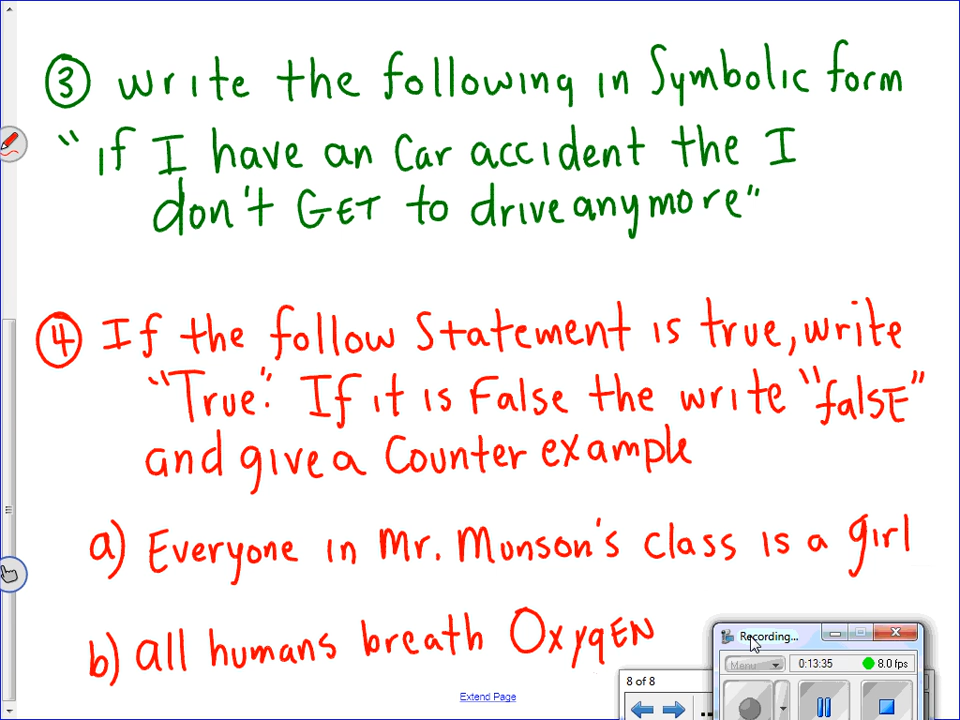 ③ Write the following in Symbolic form
"if I have an Car accident the I
don't GET to drive anymore"
④ If the follow Statement is true, write
"True". If it is False the write "falsE"
and give a Counter example
a) Everyone in Mr. Munson's class is a girl
b) all humans breath OxygEN
Recording...
Menu
0:13:35
8.0 fps
8 of 8
Extend Page